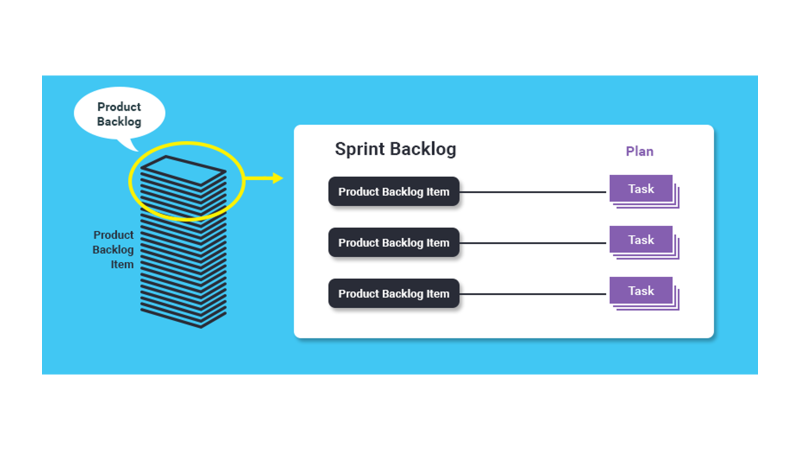 Product
Backlog
Product
Backlog
Item
Sprint Backlog
Plan
Product Backlog Item
Task
Product Backlog Item
Task
Product Backlog Item
Task